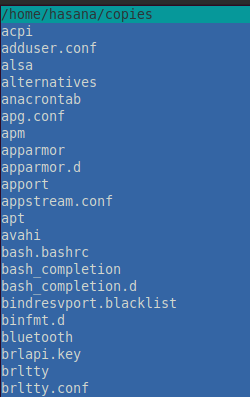 /home/hasana/copies
acpi
adduser.conf
alsa
alternatives
anacrontab
apg.conf
apm
apparmor
apparmor.d
apport
appstream.conf
apt
avahi
bash.bashrc
bash_completion
bash_completion.d
bindresvport.blacklist
binfmt.d
bluetooth
brlapi.key
brltty
brltty.conf